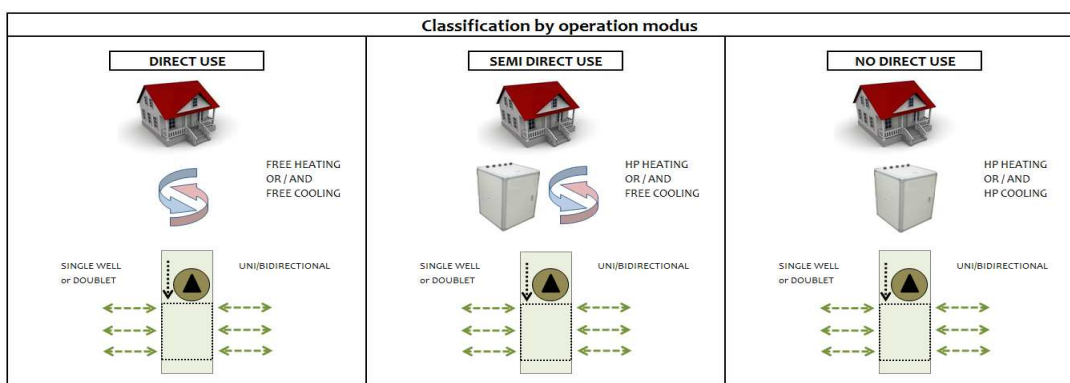 Classification by operation modus
DIRECT USE
FREE HEATING
OR / AND
FREE COOLING
SINGLE WELL
or DOUBLET
UNI/BIDIRECTIONAL
SEMI DIRECT USE
HP HEATING
OR / AND
FREE COOLING
SINGLE WELL
or DOUBLET
UNI/BIDIRECTIONAL
NO DIRECT USE
HP HEATING
OR / AND
HP COOLING
SINGLE WELL
or DOUBLET
UNI/BIDIRECTIONAL